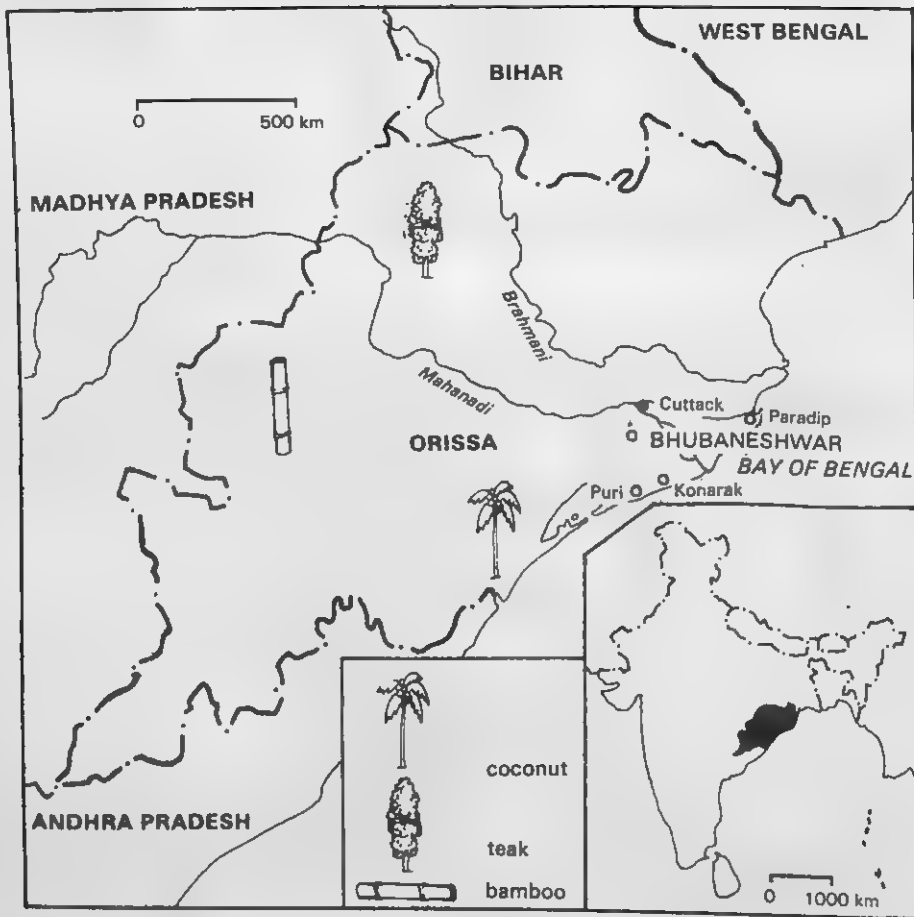 WEST BENGAL
BIHAR
0 500 km
MADHYA PRADESH
Brahmani
Mahanadi
Cuttack
Paradip
ORISSA
BHUBANESHWAR
BAY OF BENGAL
Puri
Konarak
coconut
teak
bamboo
ANDHRA PRADESH
0 1000 km